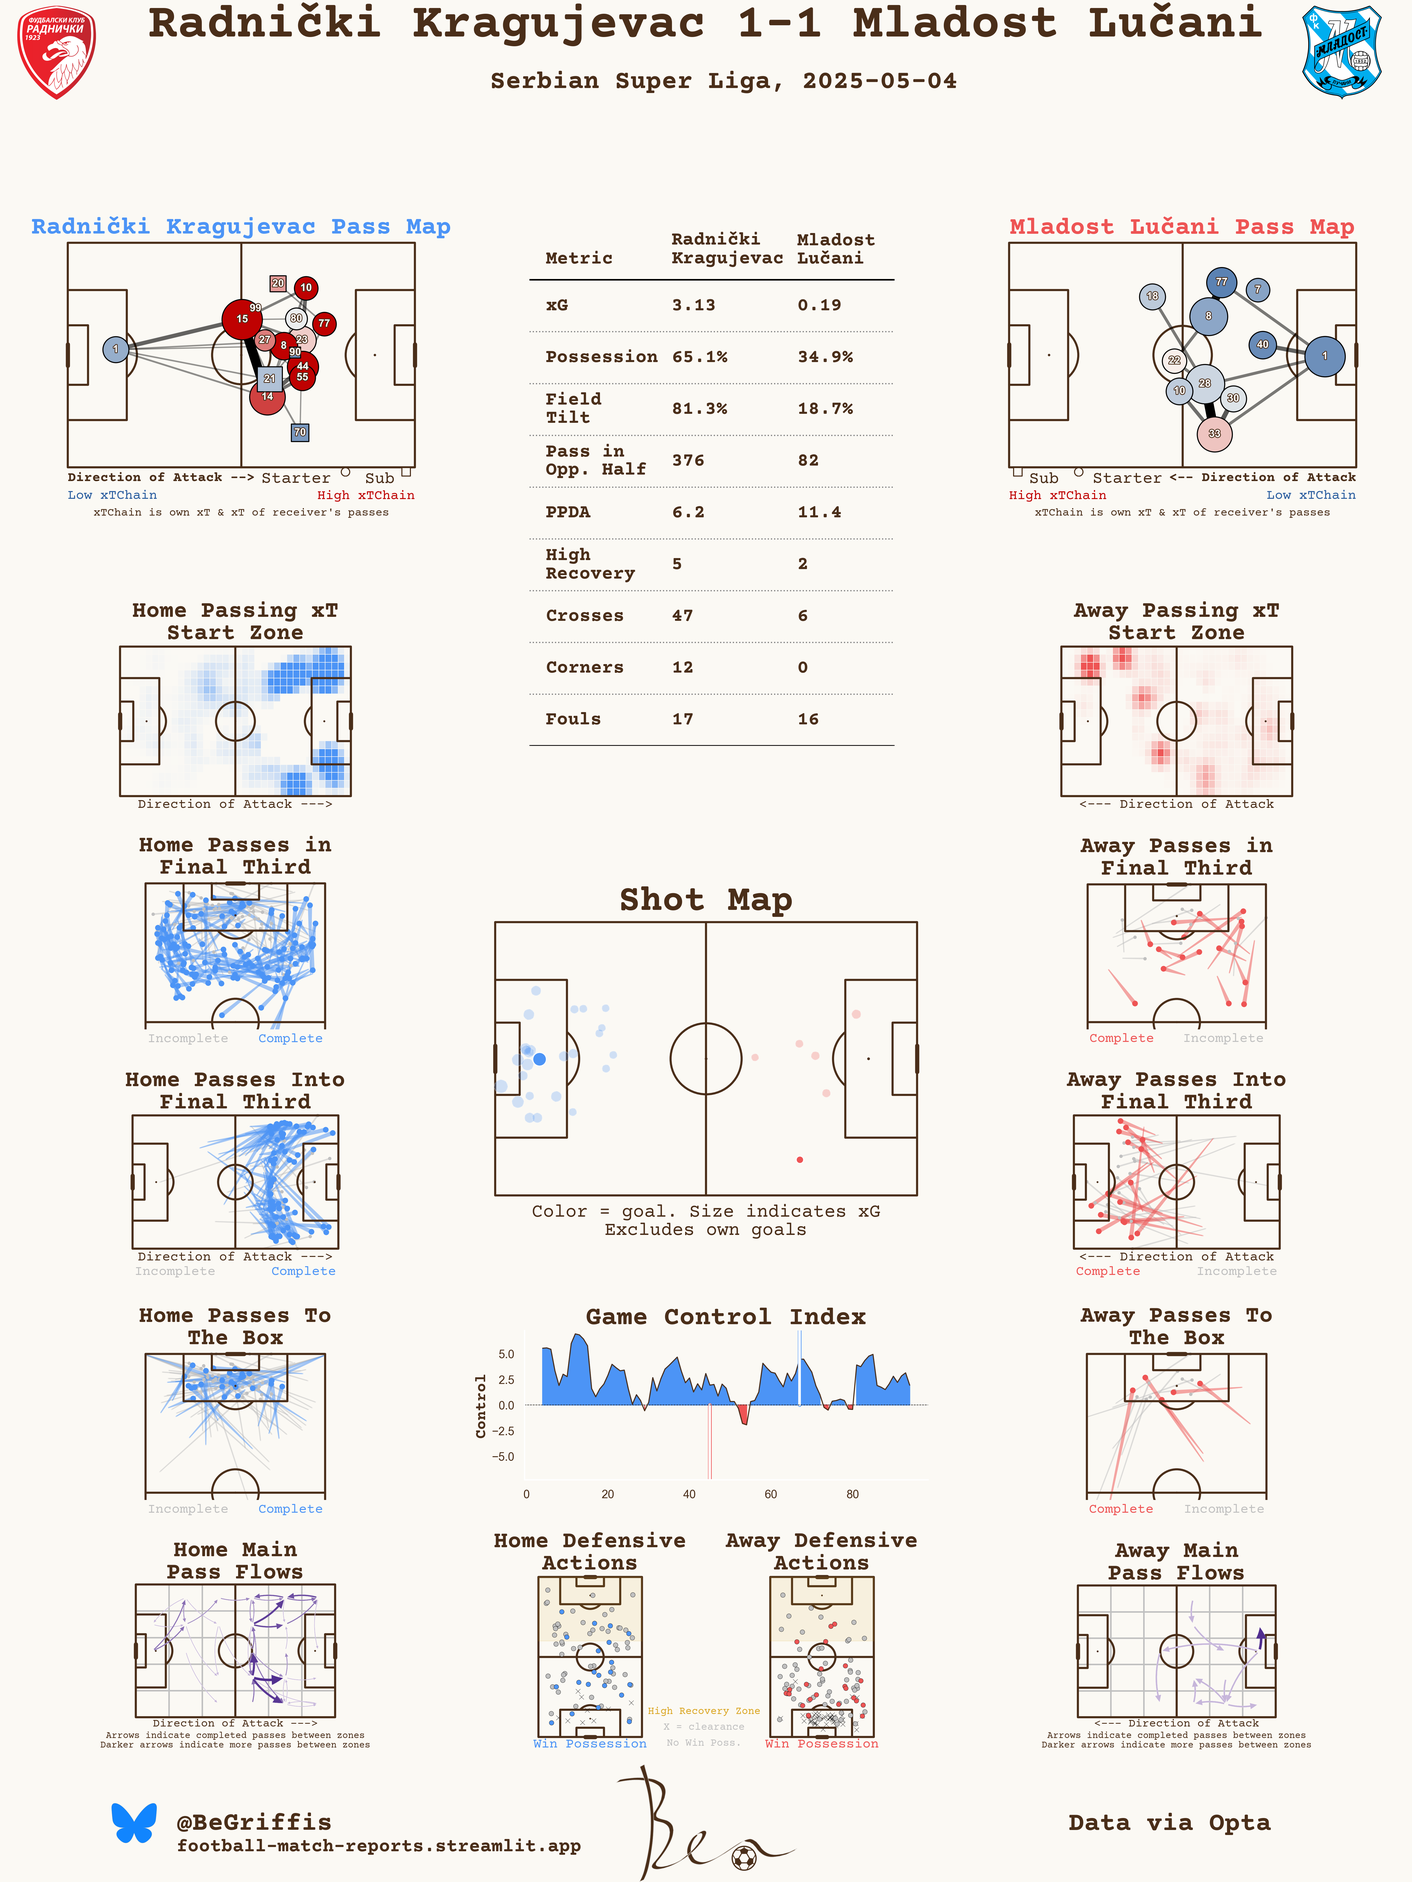 Radnički Kragujevac 1-1 Mladost Lučani
Serbian Super Liga, 2025-05-04
ФУДБАЛСКИ КЛУБ
РАДНИЧКИ
1923
ФК
МЛАДОСТ
Radnički Kragujevac Pass Map
1
15
99
20
10
80
77
27
8
23
90
44
55
21
14
70
Direction of Attack --> Starter Sub
Low xTChain High xTChain
xTChain is own xT & xT of receiver's passes
Metric Radnički Kragujevac Mladost Lučani
xG 3.13 0.19
Possession 65.1% 34.9%
Field Tilt 81.3% 18.7%
Pass in Opp. Half 376 82
PPDA 6.2 11.4
High Recovery 5 2
Crosses 47 6
Corners 12 0
Fouls 17 16
Mladost Lučani Pass Map
18
77
7
8
40
1
22
28
10
30
33
Sub Starter <-- Direction of Attack
High xTChain Low xTChain
xTChain is own xT & xT of receiver's passes
Home Passing xT
Start Zone
Direction of Attack --->
Away Passing xT
Start Zone
<--- Direction of Attack
Home Passes in
Final Third
Incomplete Complete
Shot Map
Color = goal. Size indicates xG
Excludes own goals
Away Passes in
Final Third
Complete Incomplete
Home Passes Into
Final Third
Direction of Attack --->
Incomplete Complete
Away Passes Into
Final Third
<--- Direction of Attack
Complete Incomplete
Home Passes To
The Box
Incomplete Complete
Game Control Index
Control
5.0
2.5
0.0
−2.5
−5.0
0 20 40 60 80
Away Passes To
The Box
Complete Incomplete
Home Main
Pass Flows
Direction of Attack --->
Arrows indicate completed passes between zones
Darker arrows indicate more passes between zones
Home Defensive
Actions
Win Possession
High Recovery Zone
X = clearance
No Win Poss.
Away Defensive
Actions
Win Possession
Away Main
Pass Flows
<--- Direction of Attack
Arrows indicate completed passes between zones
Darker arrows indicate more passes between zones
@BeGriffis
football-match-reports.streamlit.app
Ben
Data via Opta